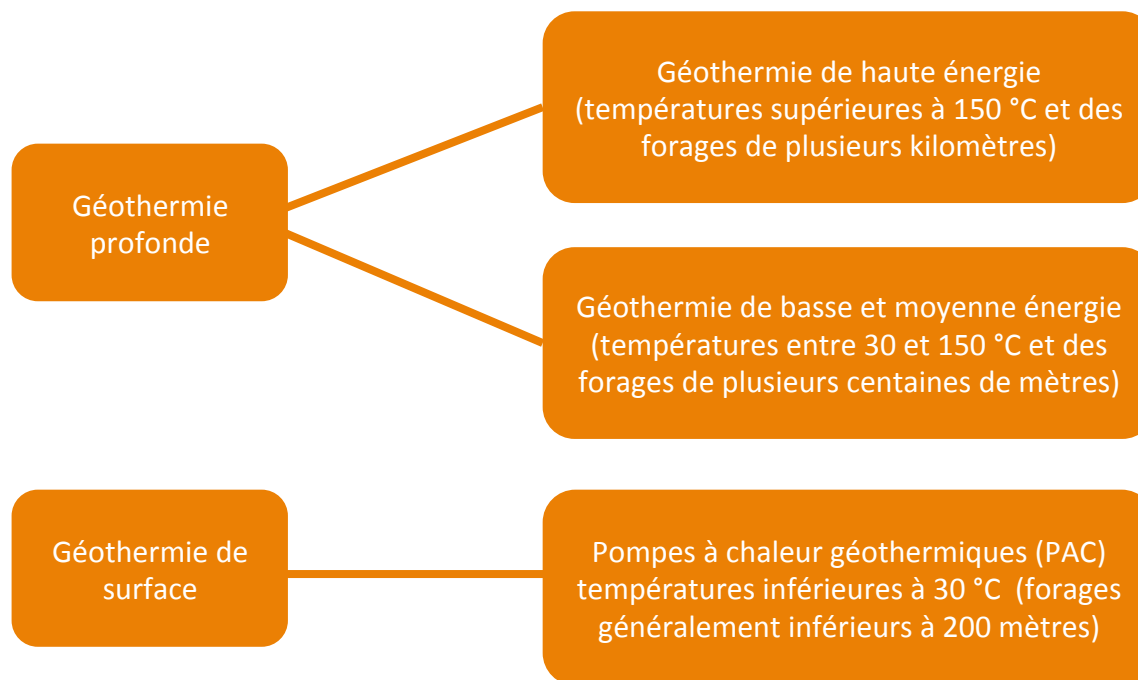 Géothermie de haute énergie
(températures supérieures à 150 °C et des
forages de plusieurs kilomètres)
Géothermie
profonde
Géothermie de basse et moyenne énergie
(températures entre 30 et 150 °C et des
forages de plusieurs centaines de mètres)
Géothermie de
surface
Pompes à chaleur géothermiques (PAC)
températures inférieures à 30 °C  (forages
généralement inférieurs à 200 mètres)